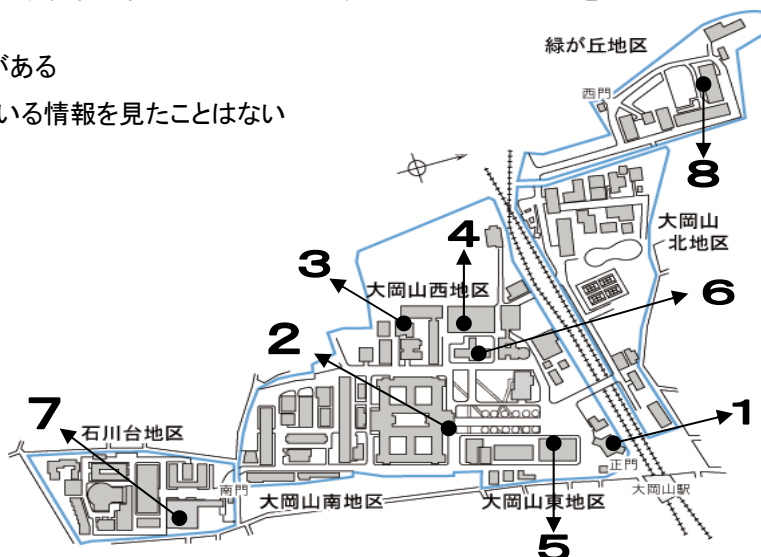 がある
いる情報を見たことはない
緑が丘地区
西門
8
大岡山
北地区
4
3
大岡山西地区
6
2
7
石川台地区
1
正門
南門
大岡山南地区
大岡山東地区
大岡山駅
5